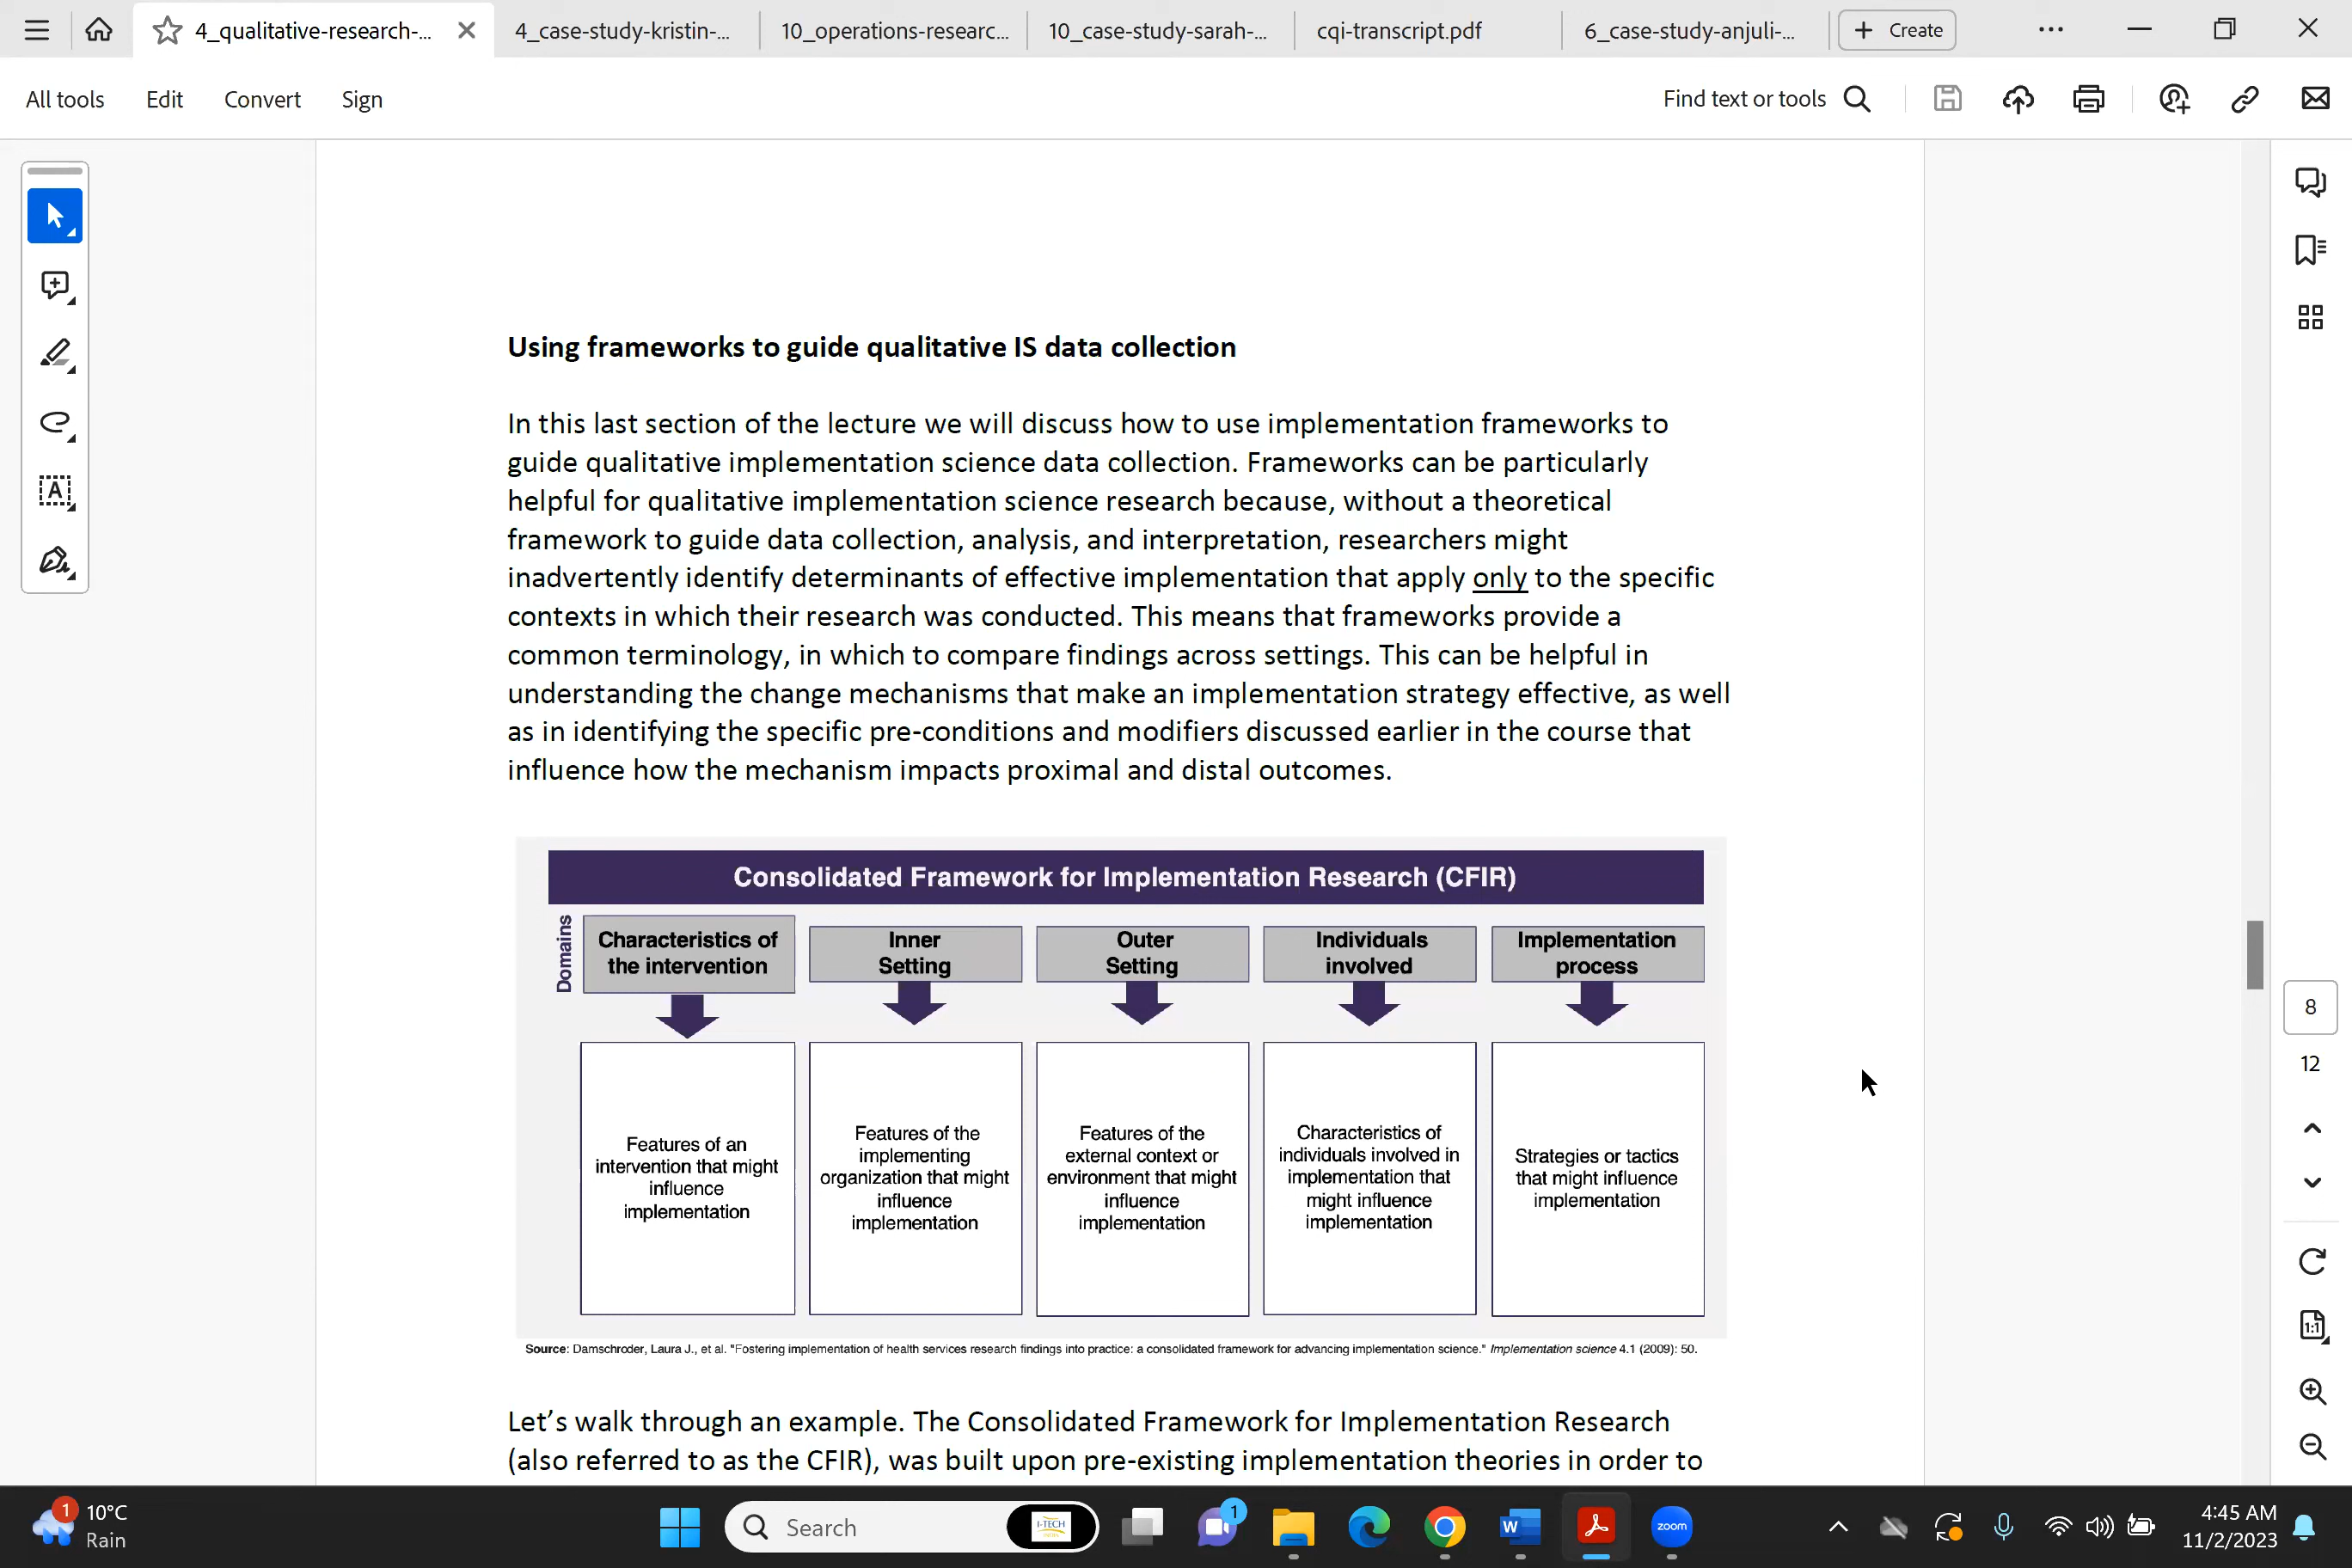 4_qualitative-research-...
4_case-study-kristin-...
10_operations-researc...
10_case-study-sarah-...
cqi-transcript.pdf
6_case-study-anjuli-...
Create
All tools
Edit
Convert
Sign
Find text or tools
Using frameworks to guide qualitative IS data collection
In this last section of the lecture we will discuss how to use implementation frameworks to
guide qualitative implementation science data collection. Frameworks can be particularly
helpful for qualitative implementation science research because, without a theoretical
framework to guide data collection, analysis, and interpretation, researchers might
inadvertently identify determinants of effective implementation that apply only to the specific
contexts in which their research was conducted. This means that frameworks provide a
common terminology, in which to compare findings across settings. This can be helpful in
understanding the change mechanisms that make an implementation strategy effective, as well
as in identifying the specific pre-conditions and modifiers discussed earlier in the course that
influence how the mechanism impacts proximal and distal outcomes.
Consolidated Framework for Implementation Research (CFIR)
Domains
Characteristics of
the intervention
Inner
Setting
Outer
Setting
Individuals
involved
Implementation
process
Features of an
intervention that might
influence
implementation
Features of the
implementing
organization that might
influence
implementation
Features of the
external context or
environment that might
influence
implementation
Characteristics of
individuals involved in
implementation that
might influence
implementation
Strategies or tactics
that might influence
implementation
Source: Damschroder, Laura J., et al. "Fostering implementation of health services research findings into practice: a consolidated framework for advancing implementation science." Implementation science 4.1 (2009): 50.
Let's walk through an example. The Consolidated Framework for Implementation Research
(also referred to as the CFIR), was built upon pre-existing implementation theories in order to
8
12
1:1
1
10°C
Rain
Search
I-TECH
1
W
zoom
4:45 AM
11/2/2023